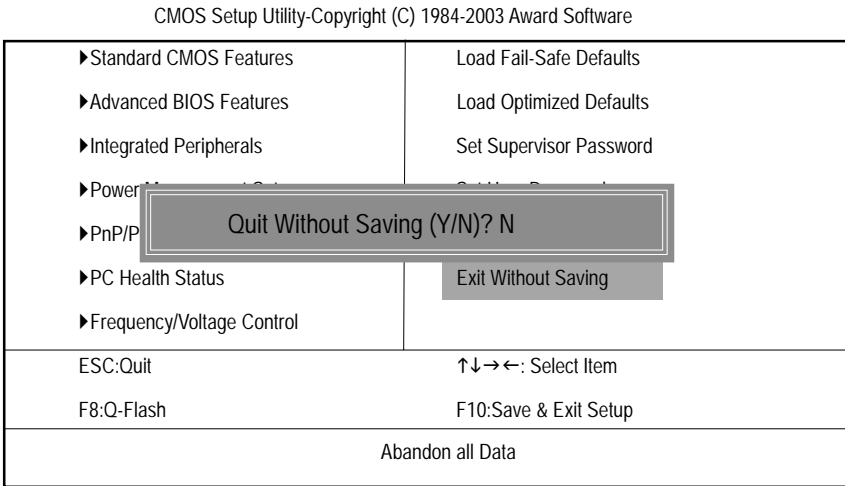 CMOS Setup Utility-Copyright (C) 1984-2003 Award Software
▶Standard CMOS Features
Load Fail-Safe Defaults
▶Advanced BIOS Features
Load Optimized Defaults
▶Integrated Peripherals
Set Supervisor Password
▶Power
▶PnP/P
Quit Without Saving (Y/N)? N
▶PC Health Status
Exit Without Saving
▶Frequency/Voltage Control
ESC:Quit
↑↓→←: Select Item
F8:Q-Flash
F10:Save & Exit Setup
Abandon all Data